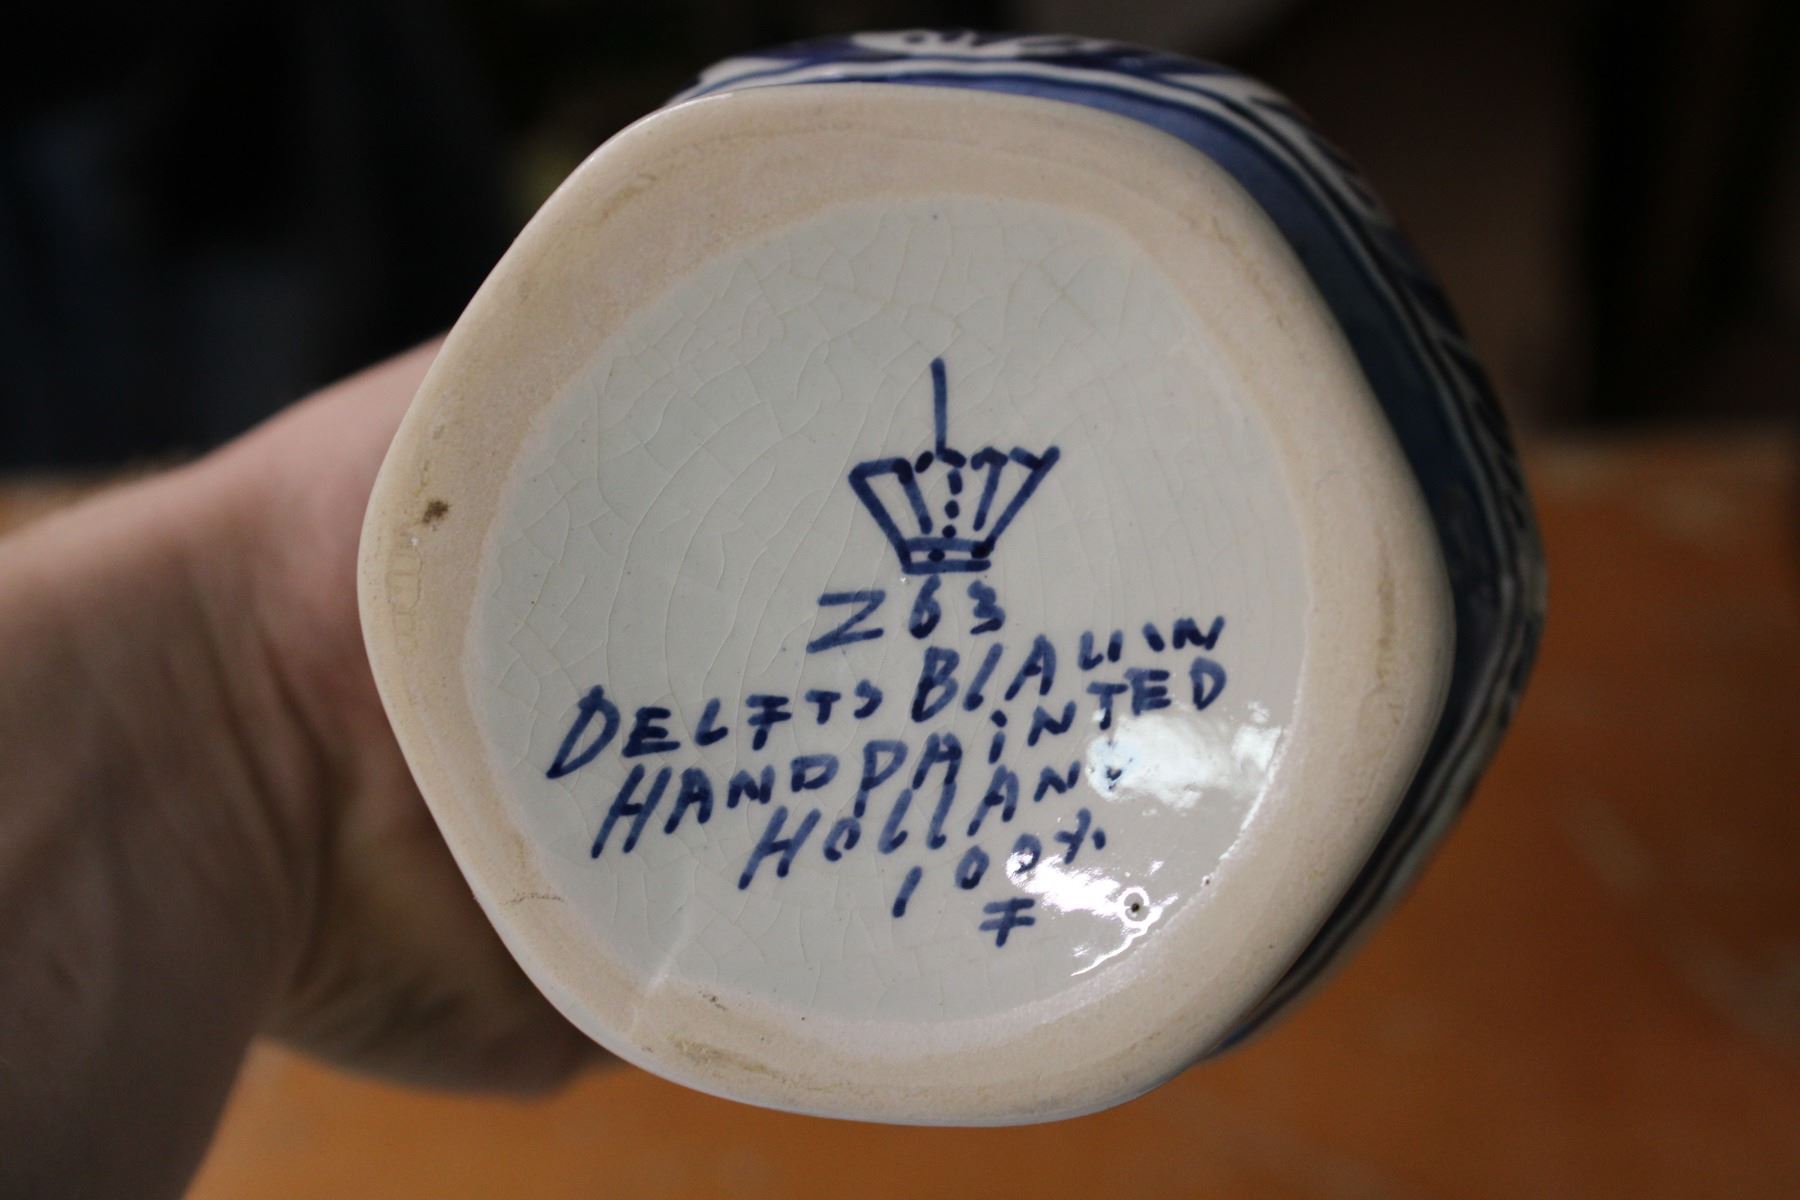 Z63
DELFTS BLAUW
HANDPAINTED
HOLLAND
100%
F